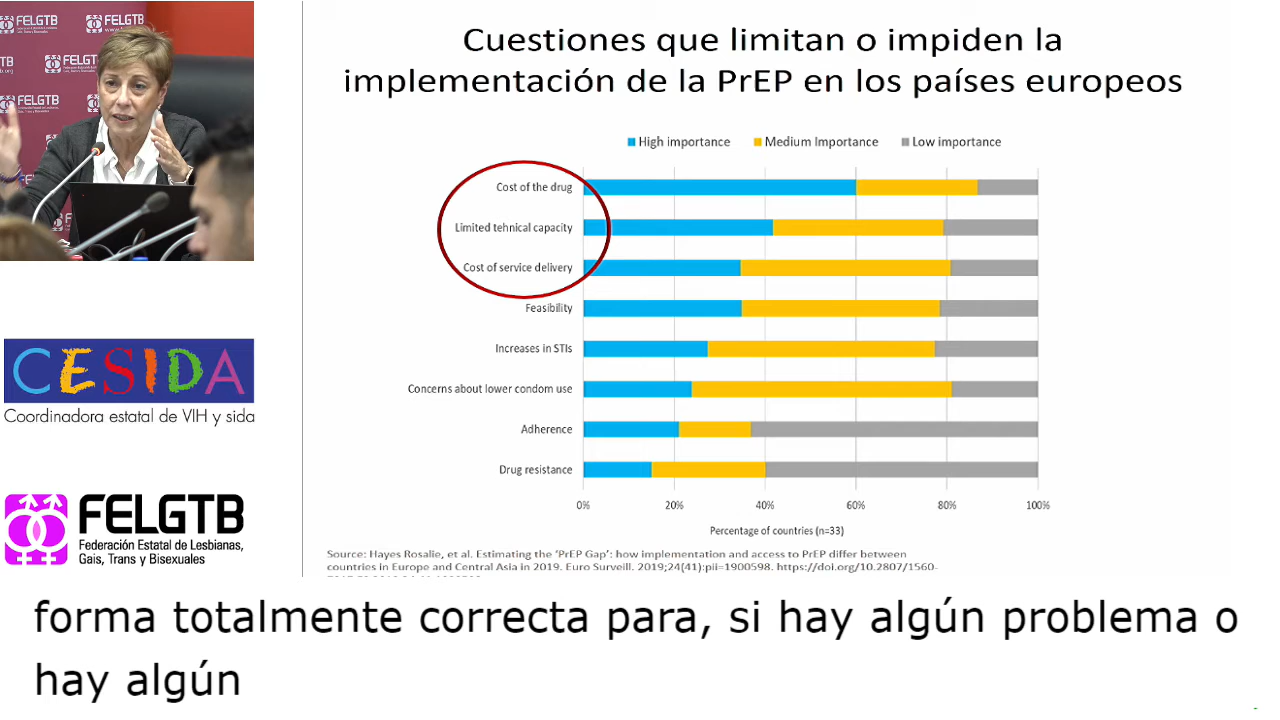 FELGTB
FELGTB
FELGTB
FELGTB
FELGTB
Cuestiones que limitan o impiden la
implementación de la PrEP en los países europeos
High importance
Medium Importance
Low importance
Cost of the drug
Limited tehnical capacity
Cost of service delivery
Feasibility
Increases in STIs
Concerns about lower condom use
Adherence
Drug resistance
0% 20% 40% 60% 80% 100%
Percentage of countries (n=33)
Source: Hayes Rosalie, et al. Estimating the 'PrEP Gap': how implementation and access to PrEP differ between
countries in Europe and Central Asia in 2019. Euro Surveill. 2019;24(41):pii=1900598. https://doi.org/10.2807/1560-
CESIDA
Coordinadora estatal de VIH y sida
FELGTB
Federación Estatal de Lesbianas,
Gais, Trans y Bisexuales
forma totalmente correcta para, si hay algún problema o
hay algún